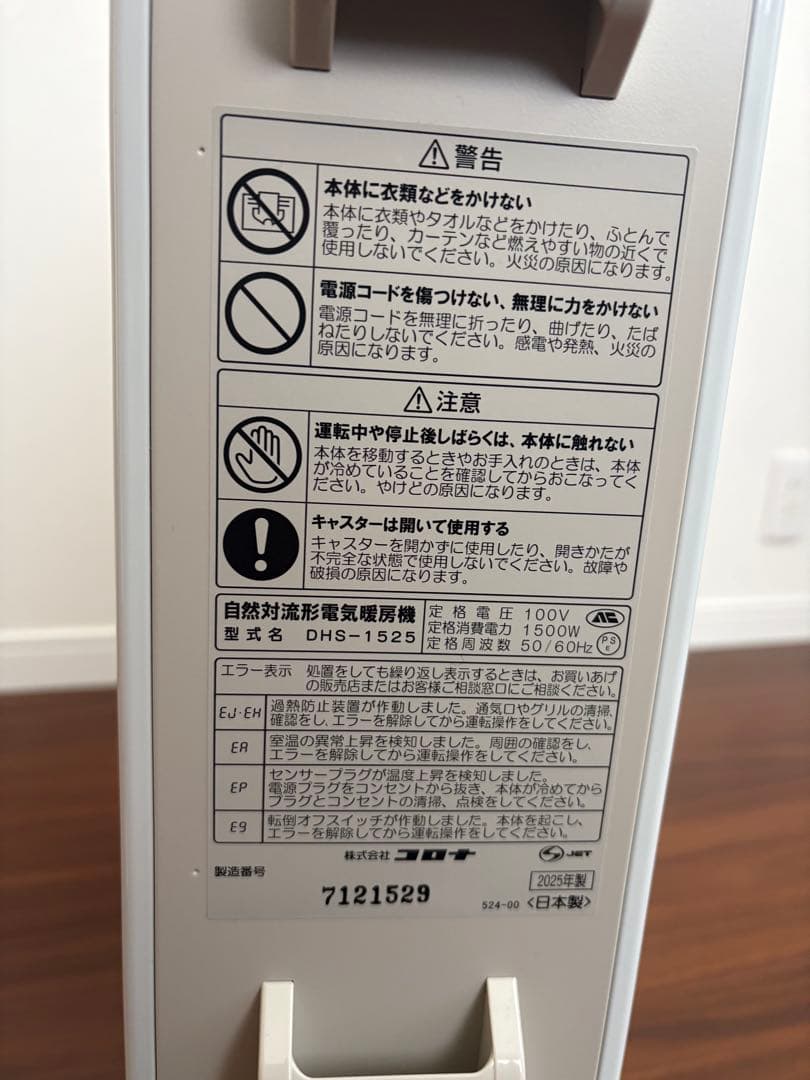 ⚠警告
本体に衣類などをかけない
本体に衣類やタオルなどをかけたり、ふとんで
覆ったり、カーテンなど燃えやすい物の近くで
使用しないでください。火災の原因になります。
電源コードを傷つけない、無理に力をかけない
電源コードを無理に折ったり、曲げたり、たば
ねたりしないでください。感電や発熱、火災の
原因になります。
⚠注意
運転中や停止後しばらくは、本体に触れない
本体を移動するときやお手入れのときは、本体
が冷めていることを確認してからおこなってく
ださい。やけどの原因になります。
キャスターは開いて使用する
キャスターを開かずに使用したり、開きかたが
不完全な状態で使用しないでください。故障や
破損の原因になります。
自然対流形電気暖房機
型式名 DHS-1525
定格電圧 100V
定格消費電力 1500W
定格周波数 50/60Hz
PS
E
エラー表示 処置をしても繰り返し表示するときは、お買いあげ
の販売店またはお客様ご相談窓口にご相談ください。
EJ・EH 過熱防止装置が作動しました。通気口やグリルの清掃、
確認をし、エラーを解除してから運転操作をしてください。
EA 室温の異常上昇を検知しました。周囲の確認をし、
エラーを解除してから運転操作をしてください。
EP センサープラグが温度上昇を検知しました。
電源プラグをコンセントから抜き、本体が冷めてから
プラグとコンセントの清掃、点検をしてください。
E9 転倒オフスイッチが作動しました。本体を起こし、
エラーを解除してから運転操作をしてください。
株式会社 コロナ
JET
製造番号
7121529
2025年製
524-00 <日本製>